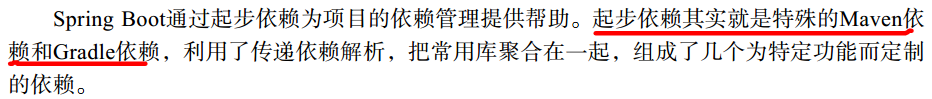 Spring Boot通过起步依赖为项目的依赖管理提供帮助。起步依赖其实就是特殊的Maven依
赖和Gradle依赖，利用了传递依赖解析，把常用库聚合在一起，组成了几个为特定功能而定制
的依赖。